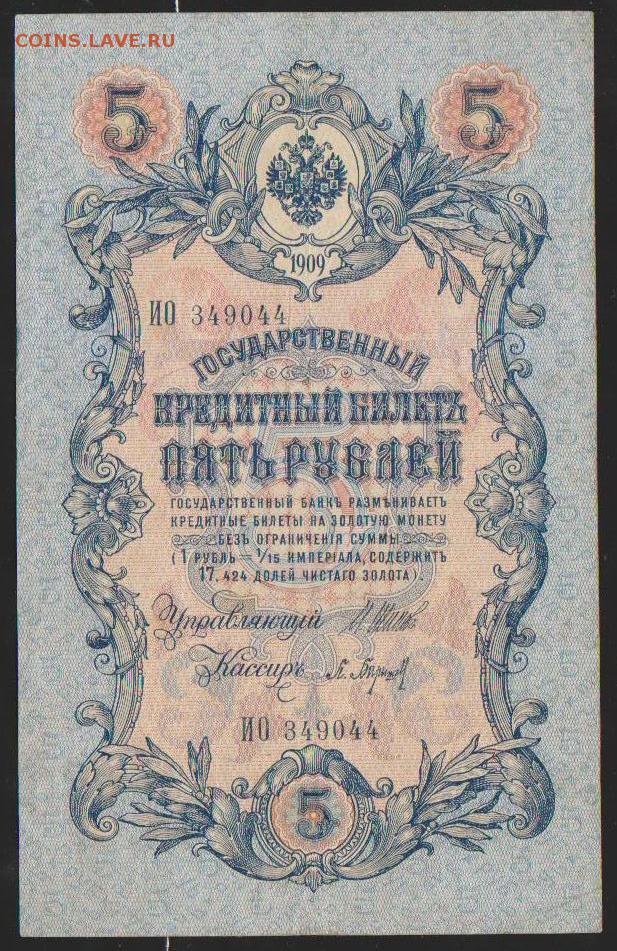 COINS.LAVE.RU
5 5
1909
ИО 349044
ГОСУДАРСТВЕННЫЙ
КРЕДИТНЫЙ БИЛЕТЪ
ПЯТЬ РУБЛЕЙ
ГОСУДАРСТВЕННЫЙ БАНКЪ РАЗМѢНИВАЕТЪ
КРЕДИТНЫЕ БИЛЕТЫ НА ЗОЛОТУЮ МОНЕТУ
БЕЗЪ ОГРАНИЧЕНІЯ СУММЫ
(1 РУБЛЬ = 1/15 ИМПЕРІАЛА, СОДЕРЖИТЪ
17.424 ДОЛЕЙ ЧИСТАГО ЗОЛОТА).
Управляющій
Кассиръ
ИО 349044
5